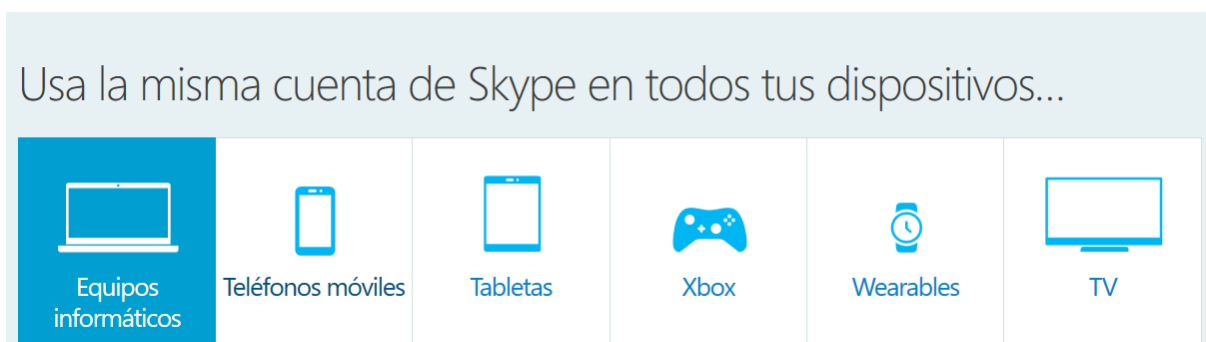 Usa la misma cuenta de Skype en todos tus dispositivos...
Equipos
informáticos
Teléfonos móviles
Tabletas
Xbox
Wearables
TV